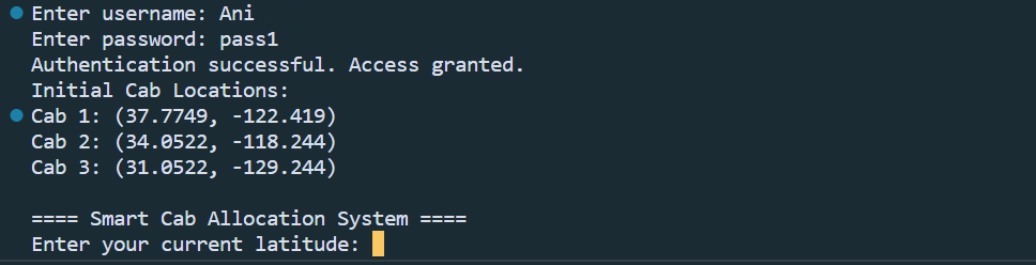 Enter username: Ani
Enter password: pass1
Authentication successful. Access granted.
Initial Cab Locations:
Cab 1: (37.7749, -122.419)
Cab 2: (34.0522, -118.244)
Cab 3: (31.0522, -129.244)
==== Smart Cab Allocation System ====
Enter your current latitude: